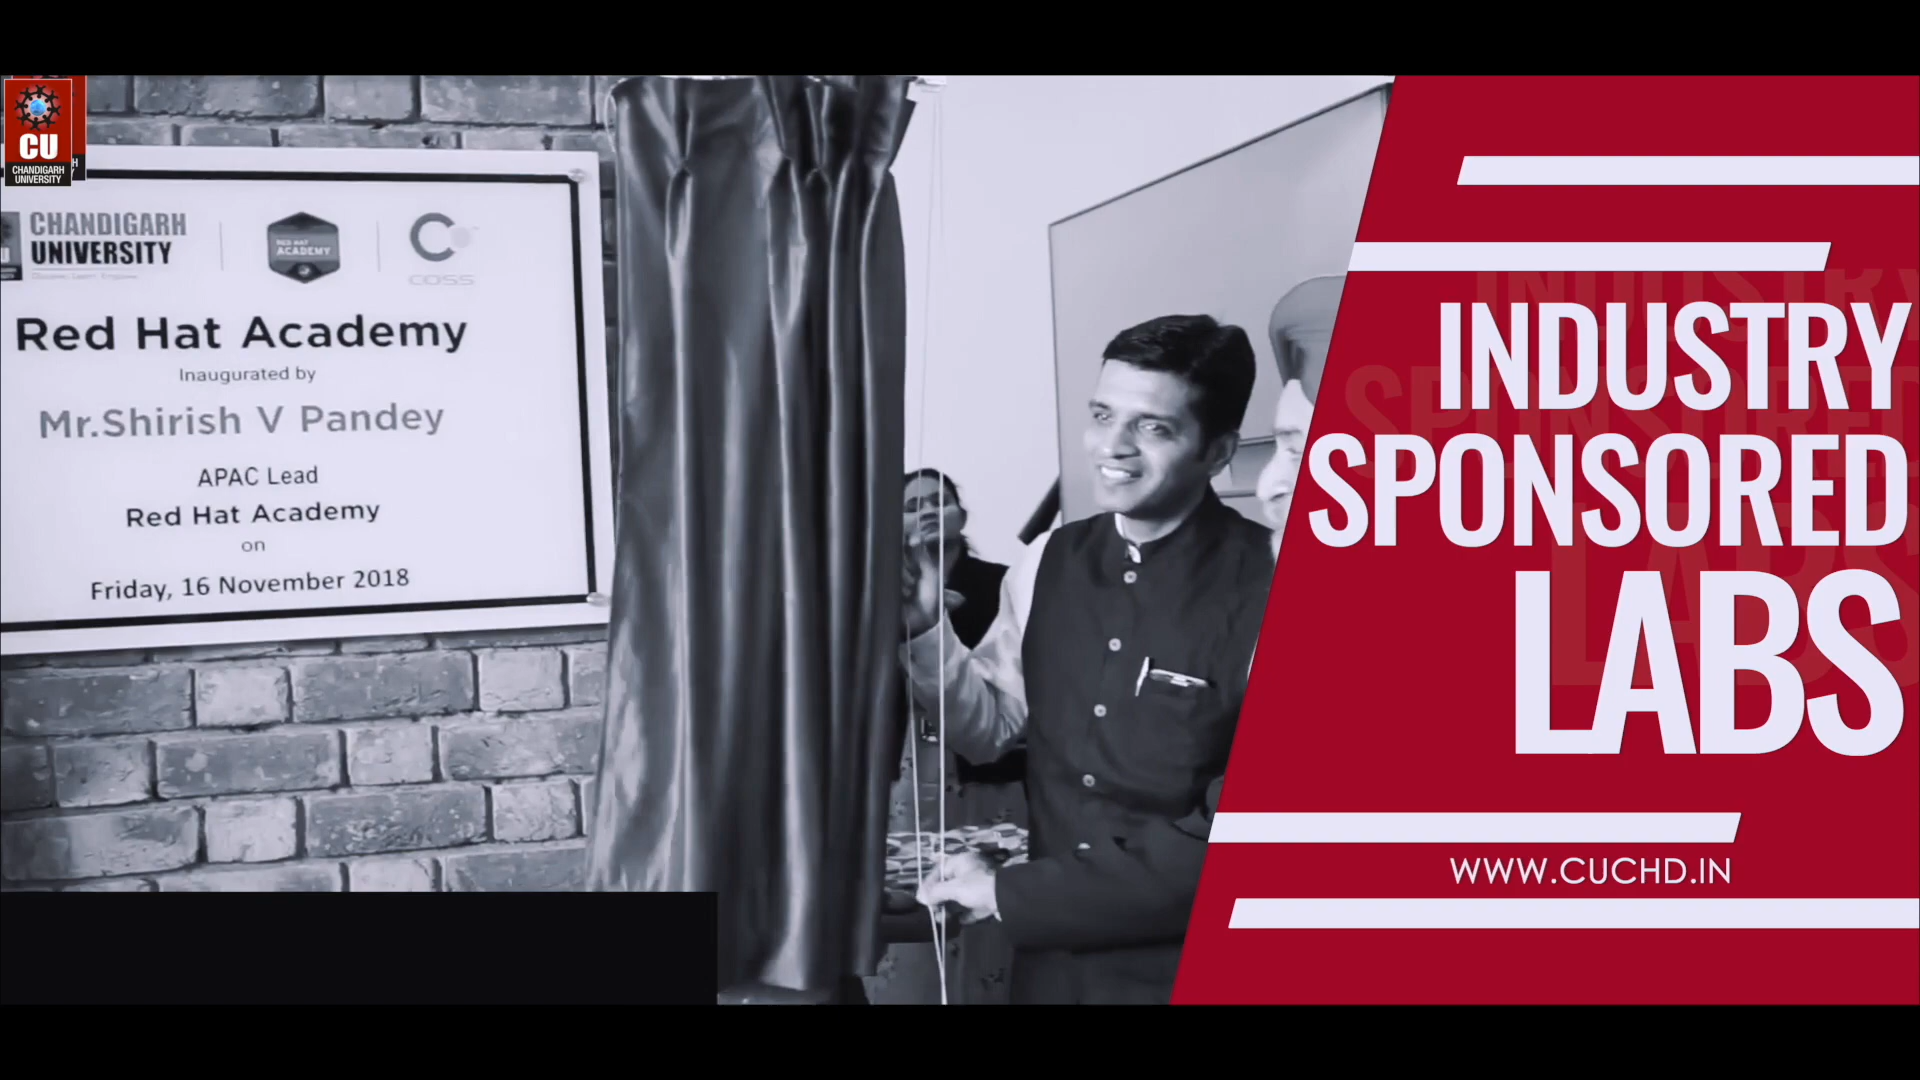 CU
CHANDIGARH
UNIVERSITY
CHANDIGARH
UNIVERSITY
RED HAT
ACADEMY
COSS
Red Hat Academy
Inaugurated by
Mr.Shirish V Pandey
APAC Lead
Red Hat Academy
on
Friday, 16 November 2018
INDUSTRY
SPONSORED
LABS
WWW.CUCHD.IN